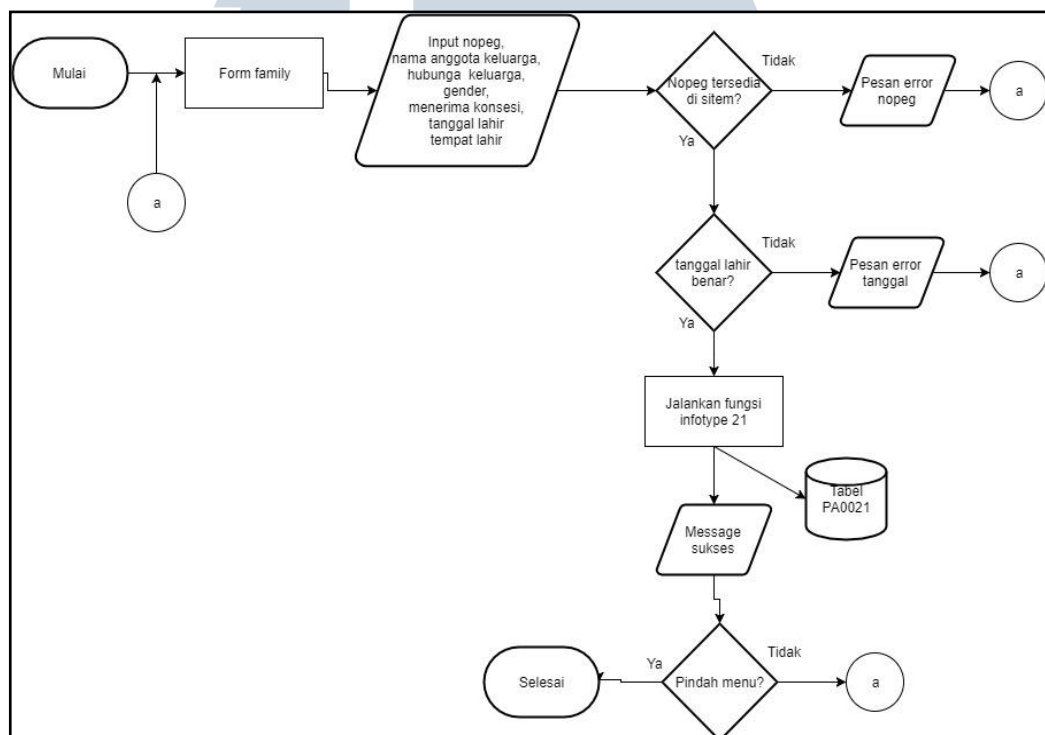 Mulai
Form family
Input nopeg,
nama anggota keluarga,
hubunga keluarga,
gender,
menerima konsesi,
tanggal lahir
tempat lahir
Nopeg tersedia
di sitem?
Tidak
Pesan error
nopeg
a
Ya
a
tanggal lahir
benar?
Tidak
Pesan error
tanggal
a
Ya
Jalankan fungsi
infotype 21
Tabel
PA0021
Message
sukses
Pindah menu?
Ya
Selesai
Tidak
a